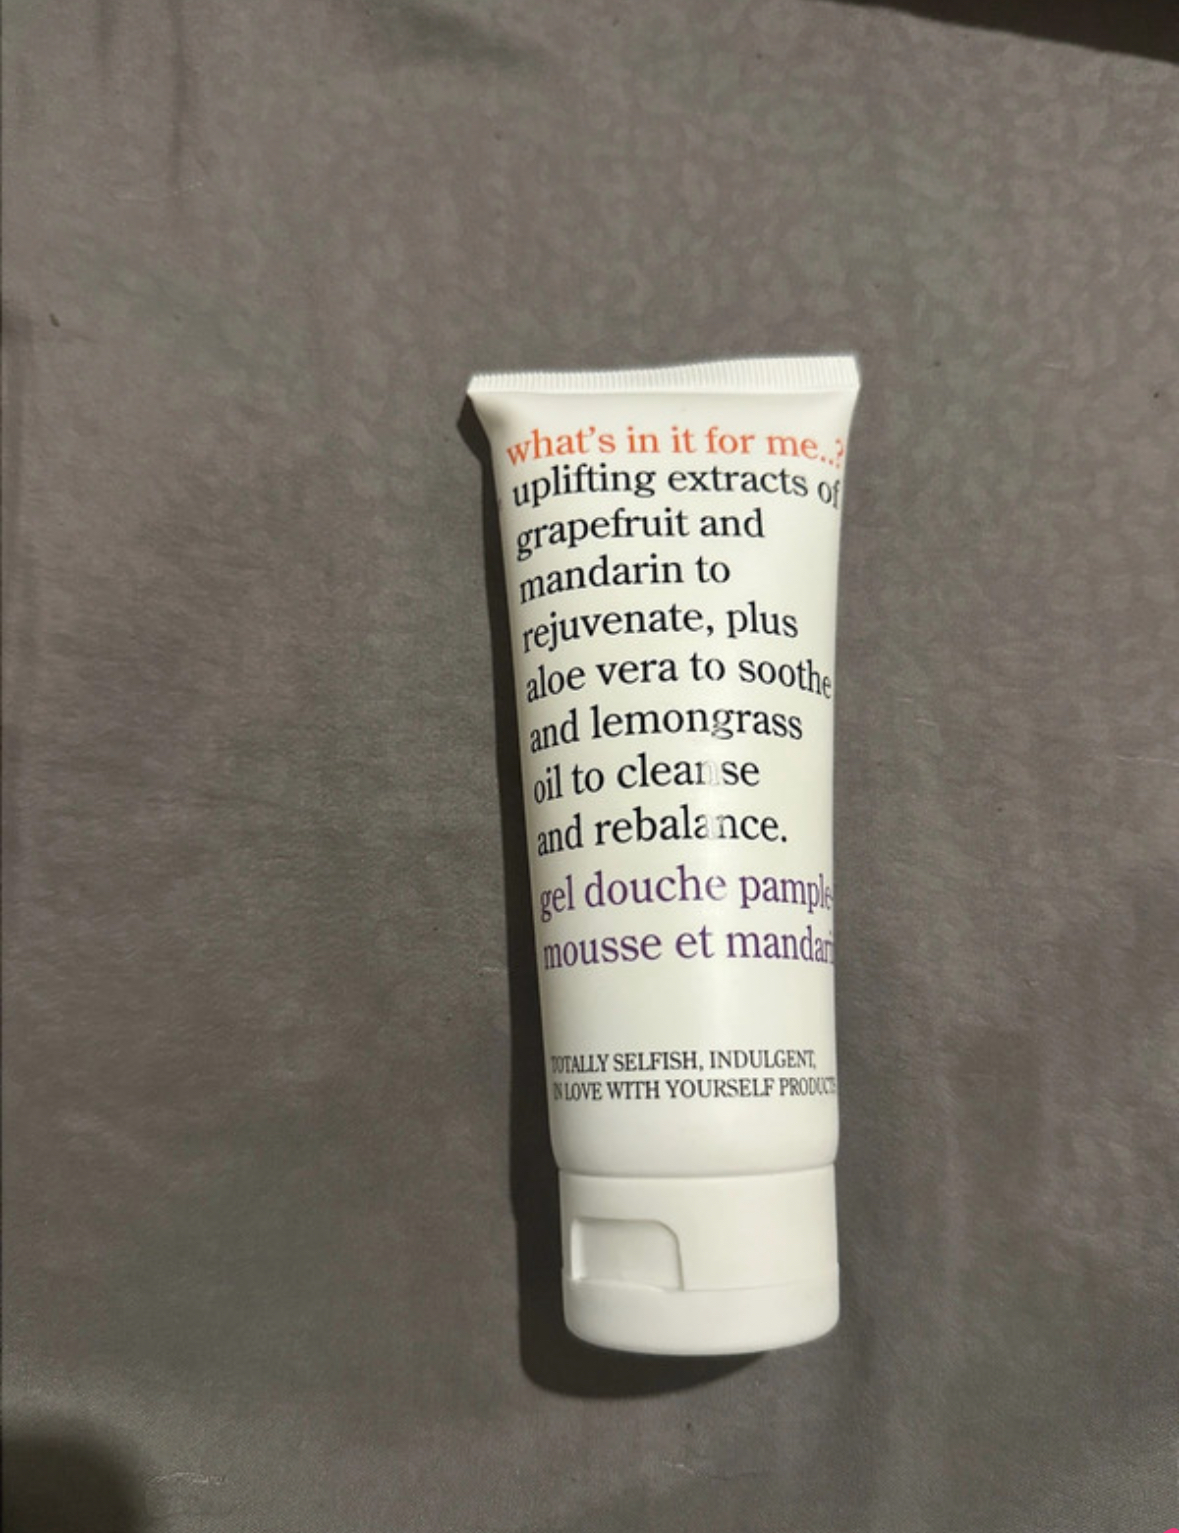 what's in it for me..?
uplifting extracts of
grapefruit and
mandarin to
rejuvenate, plus
aloe vera to soothe
and lemongrass
oil to cleanse
and rebalance.
gel douche pample-
mousse et mandari
TOTALLY SELFISH, INDULGENT,
IN LOVE WITH YOURSELF PRODUCTS